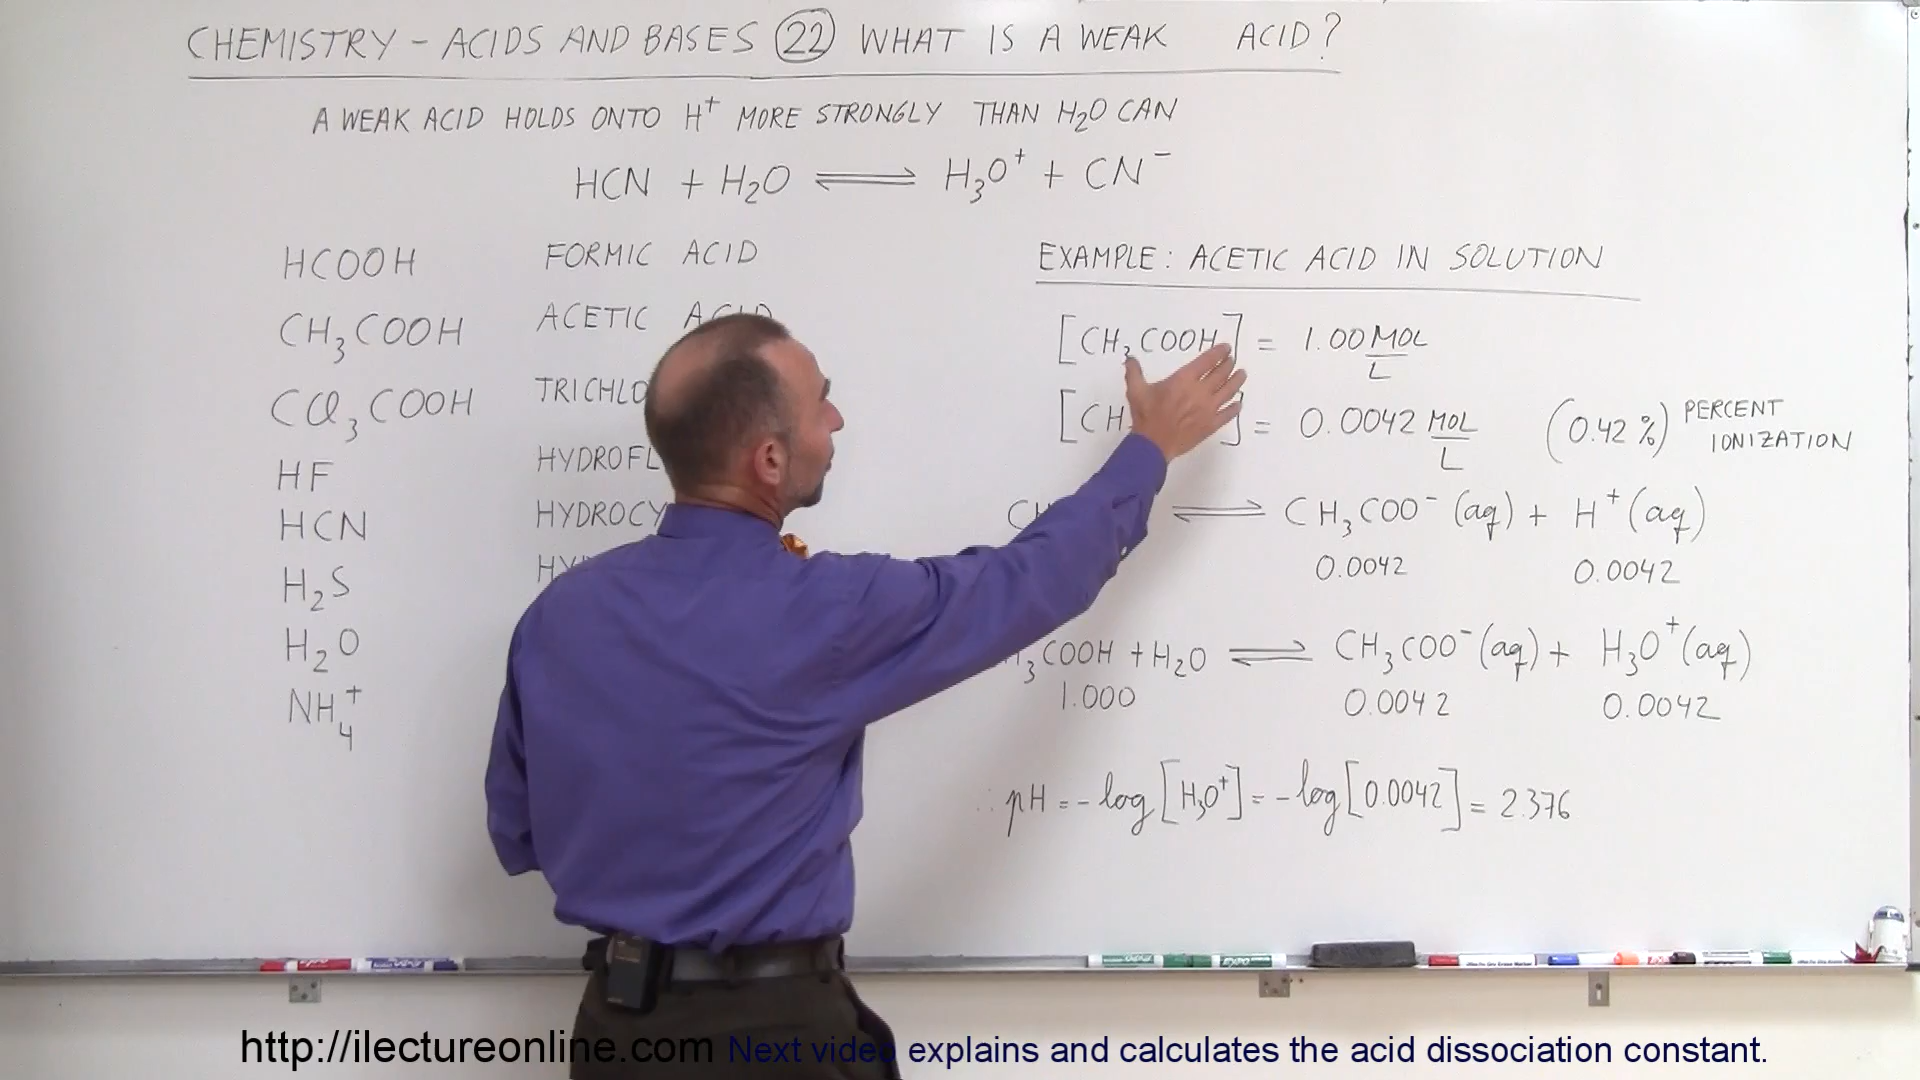 CHEMISTRY - ACIDS AND BASES 22 WHAT IS A WEAK ACID?
A WEAK ACID HOLDS ONTO H⁺ MORE STRONGLY THAN H₂O CAN
HCN + H₂O ⇌ H₃O⁺ + CN⁻
HCOOH FORMIC ACID
CH₃COOH ACETIC ACID
CCl₃COOH
HF
HCN
H₂S
H₂O
NH₄⁺
EXAMPLE: ACETIC ACID IN SOLUTION
[CH₃COOH] = 1.00 MOL/L
= 0.0042 MOL/L (0.42 %) PERCENT IONIZATION
⇌ CH₃COO⁻ (aq) + H⁺ (aq)
0.0042 0.0042
₃COOH + H₂O ⇌ CH₃COO⁻ (aq) + H₃O⁺ (aq)
1.000 0.0042 0.0042
∴ pH = - log [H₃O⁺] = - log [0.0042] = 2.376
http://ilectureonline.com Next video explains and calculates the acid dissociation constant.